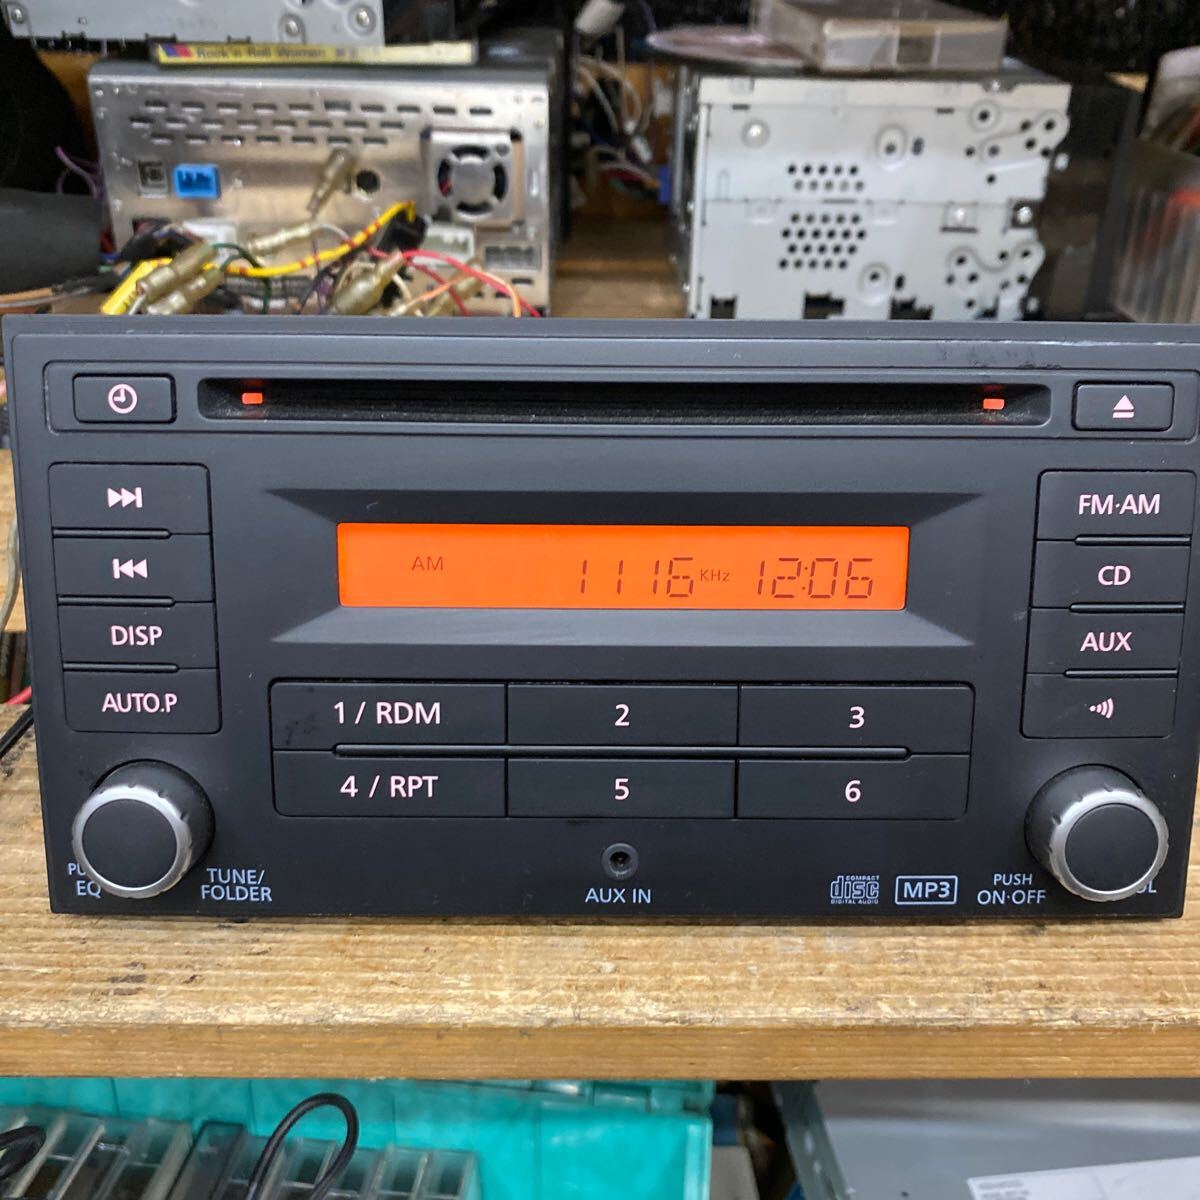 Rock'n Roll Women
FM·AM
AM 1116 KHz 12:06
CD
DISP
AUX
AUTO.P
1 / RDM 2 3
4 / RPT 5 6
EQ
TUNE/
FOLDER
AUX IN
COMPACT
disc
DIGITAL AUDIO
MP3
PUSH
ON·OFF